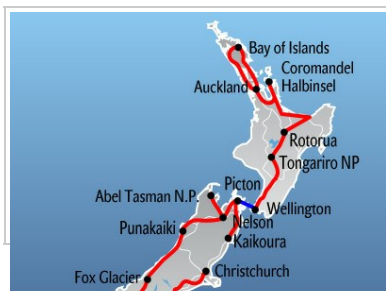 Bay of Islands
Coromandel
Halbinsel
Auckland
Rotorua
Tongariro NP
Picton
Abel Tasman N.P.
Wellington
Nelson
Punakaiki
Kaikoura
Christchurch
Fox Glacier